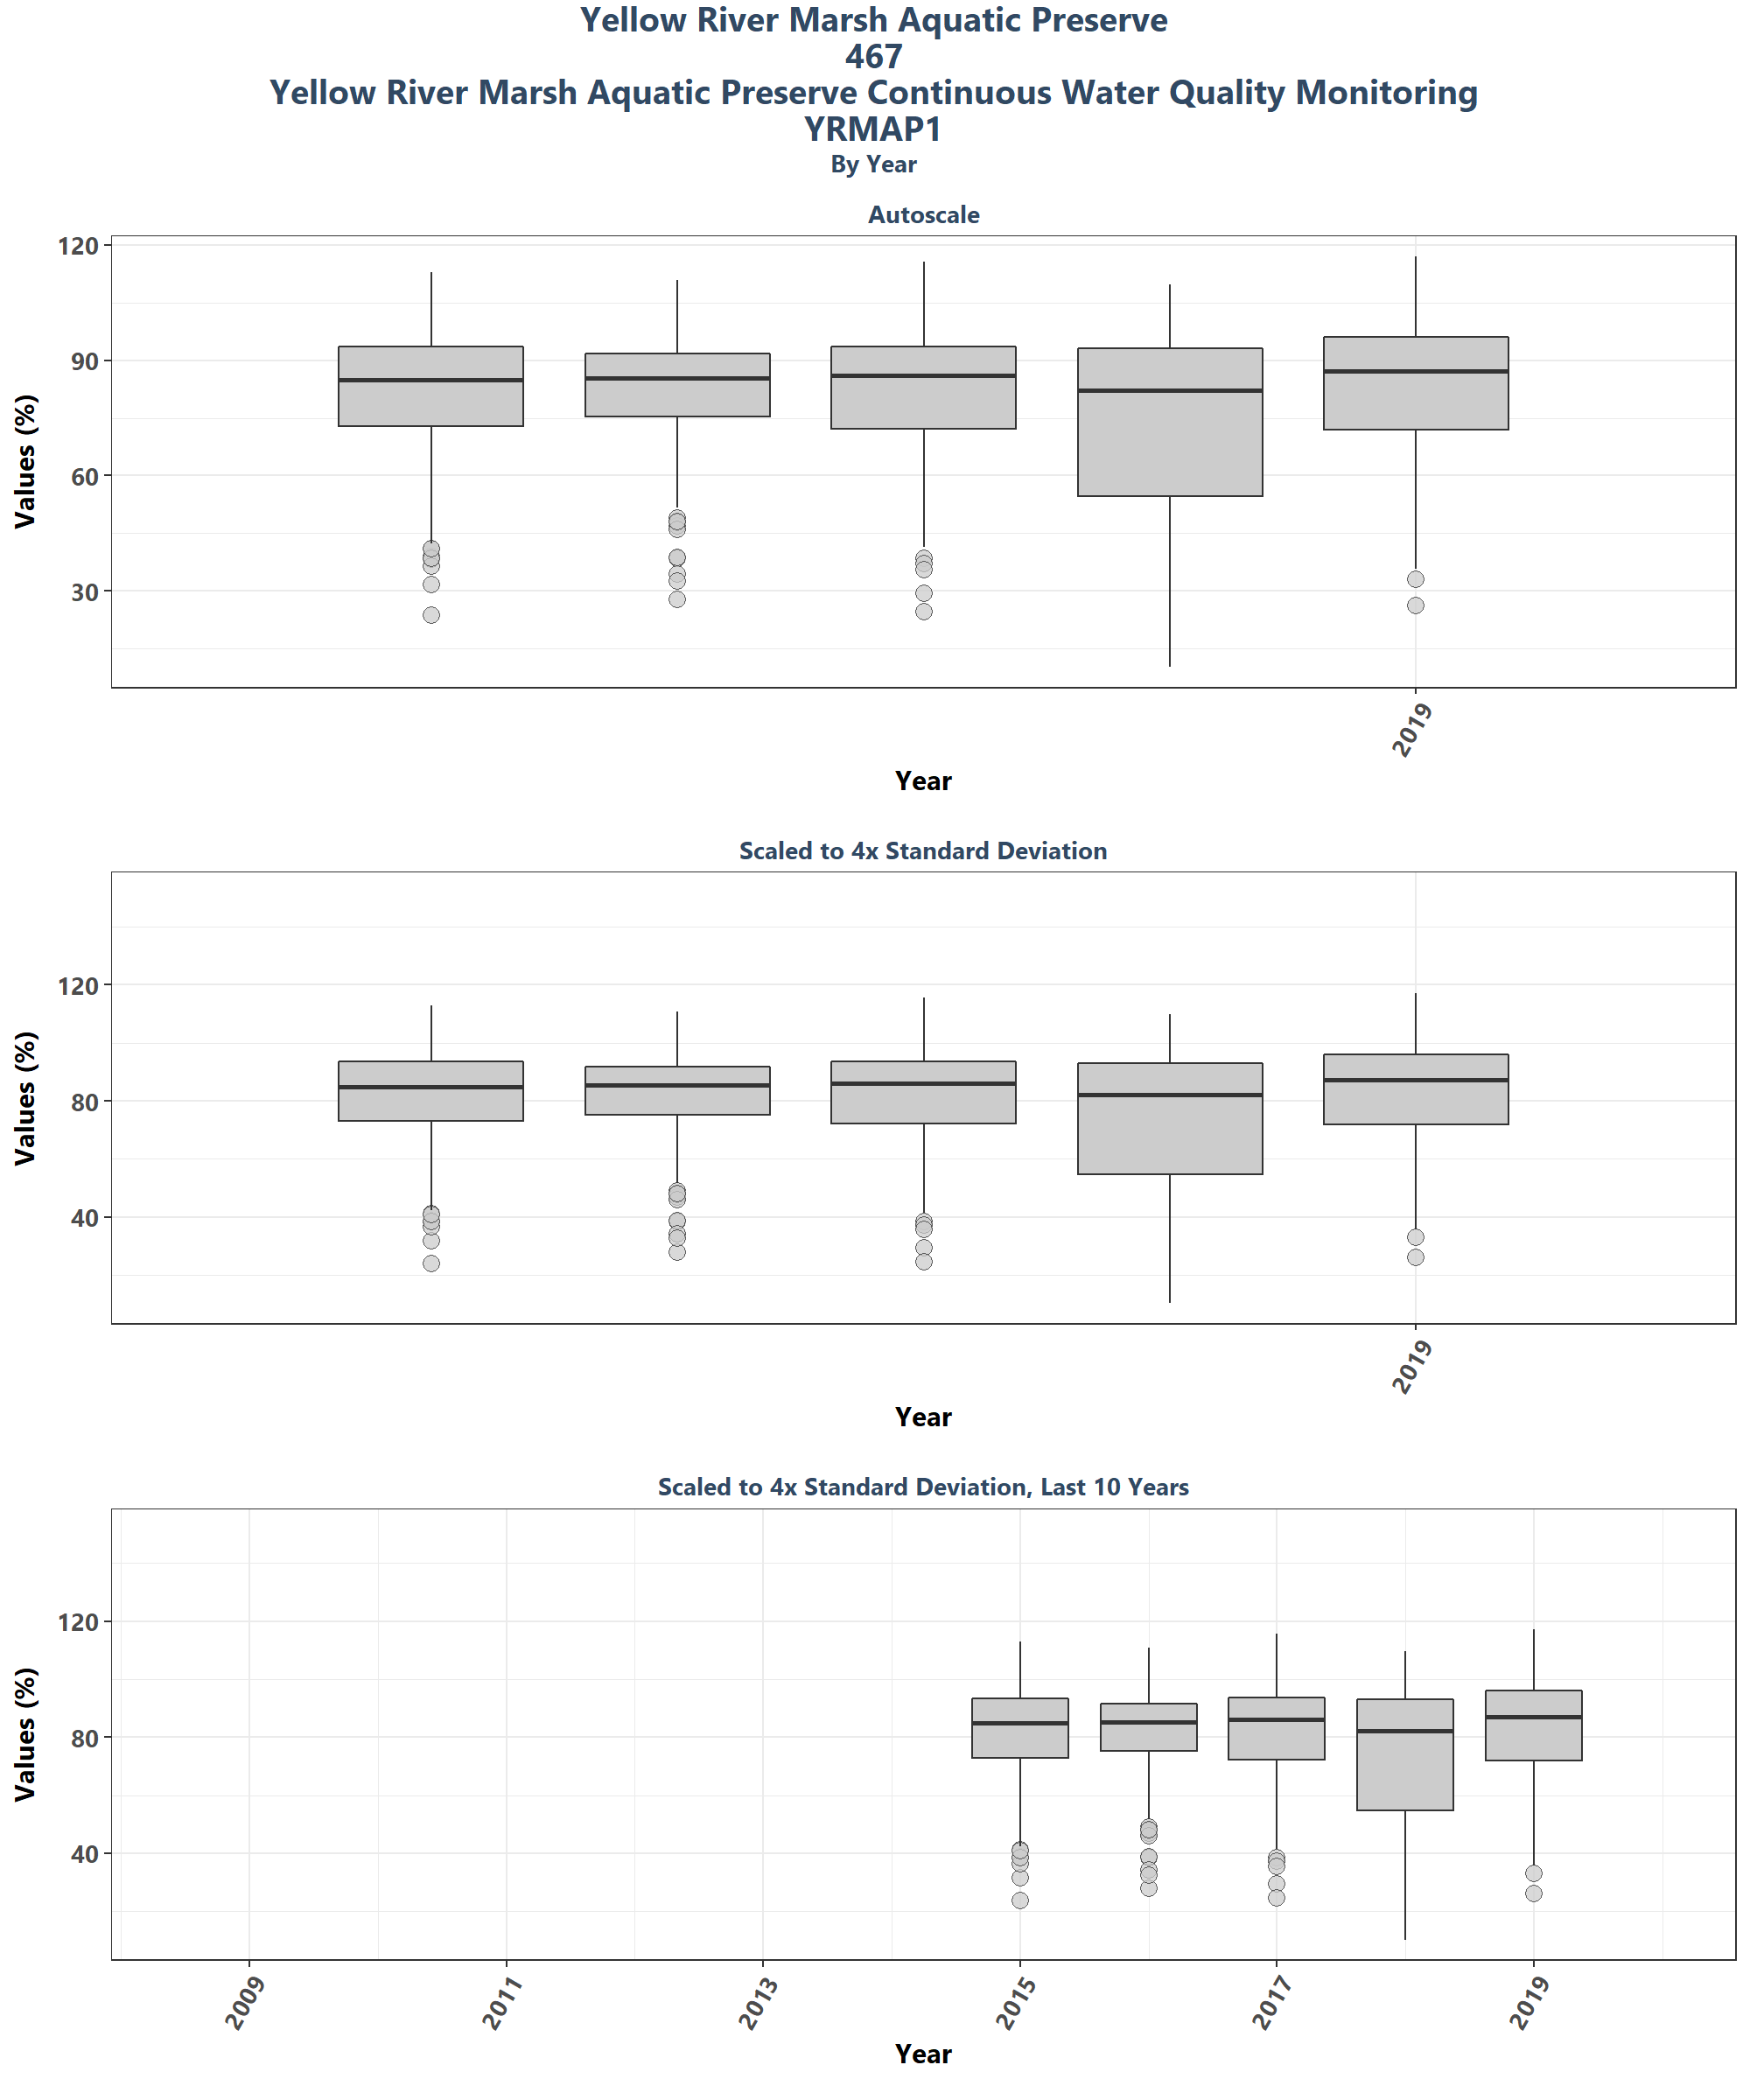 Yellow River Marsh Aquatic Preserve
467
Yellow River Marsh Aquatic Preserve Continuous Water Quality Monitoring
YRMAP1
By Year
Autoscale
120
90
60
30
Values (%)
2019
Year
Scaled to 4x Standard Deviation
120
80
40
Values (%)
2019
Year
Scaled to 4x Standard Deviation, Last 10 Years
120
80
40
Values (%)
2009 2011 2013 2015 2017 2019
Year